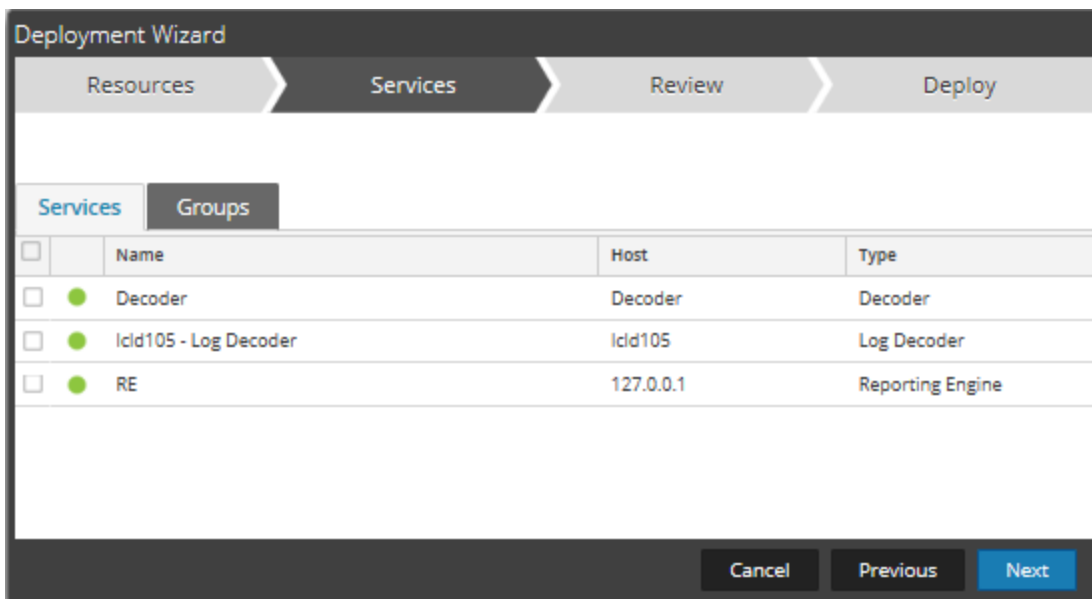 Deployment Wizard
Resources Services Review Deploy
Services Groups
Name Host Type
Decoder Decoder Decoder
lcld105 - Log Decoder lcld105 Log Decoder
RE 127.0.0.1 Reporting Engine
Cancel Previous Next